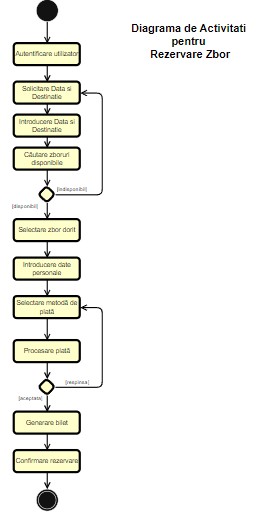 Diagrama de Activitati
pentru
Rezervare Zbor
Autentificare utilizator
Solicitare Data si
Destinatie
Introducere Data si
Destinatie
Căutare zboruri
disponibile
[indisponibil]
[disponibil]
Selectare zbor dorit
Introducere date
personale
Selectare metodă de
plată
Procesare plată
[respinsa]
[aceptata]
Generare bilet
Confirmare rezervare